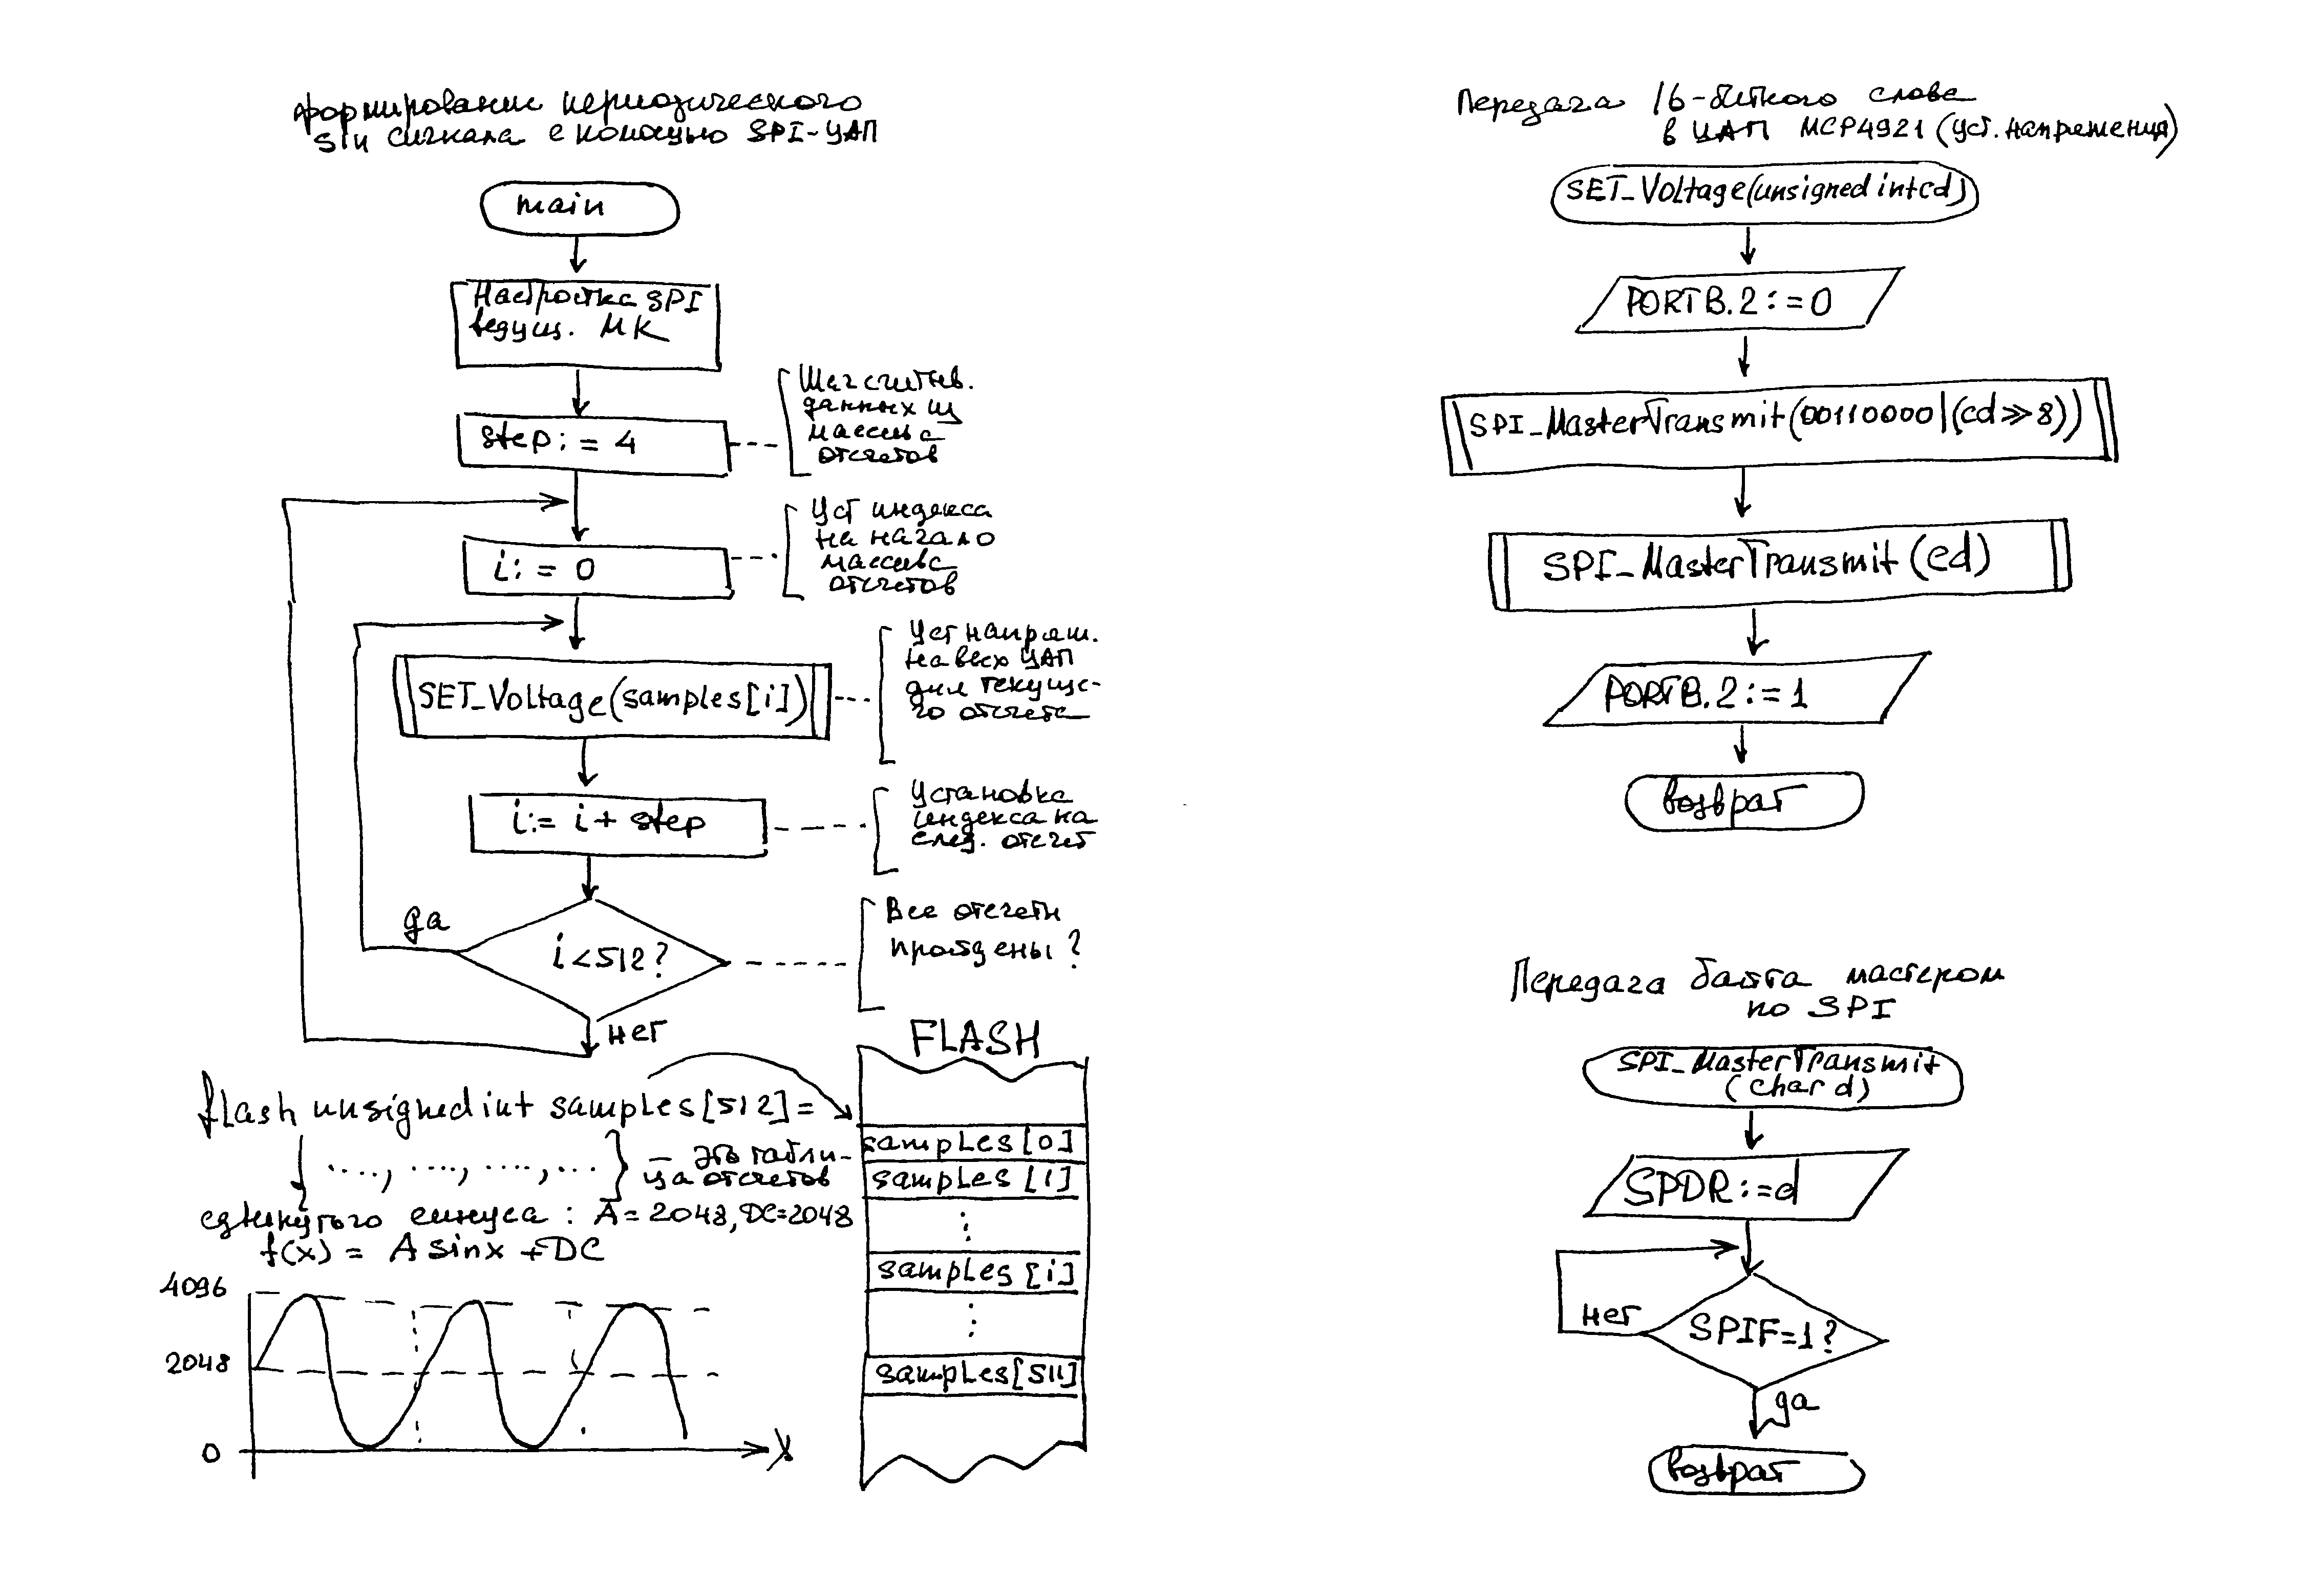 формирование периодического
sin сигнала с помощью SPI-ЦАП
main
Настройка SPI
ведущ. МК
step := 4
Шаг считыв.
данных из
массива
отсчетов
i := 0
Уст индекса
на начало
массива
отсчетов
SET_Voltage(samples[i])
Уст напряж.
на вых ЦАП
для текуще-
го отсчета
i := i + step
Установка
индекса на
след. отсчет
да
i < 512?
нет
Все отсчеты
пройдены?
flash unsigned int samples[512] =
...., ...., ...., ... } — это табли-
ца отсчетов
сдвинутого синуса : A = 2048, DC=2048
f(x) = A sinx + DC
4096
2048
0
X
FLASH
samples[0]
samples[1]
⋮
samples[i]
⋮
samples[511]
Передача 16-битного слова
в ЦАП MCP4921 (уст. напряжения)
SET_Voltage(unsigned int cd)
PORTB.2 := 0
SPI_MasterTransmit(00110000|(cd>>8))
SPI_MasterTransmit(cd)
PORTB.2 := 1
возврат
Передача байта мастером
по SPI
SPI_MasterTransmit
(char d)
SPDR := d
нет
SPIF=1?
да
возврат